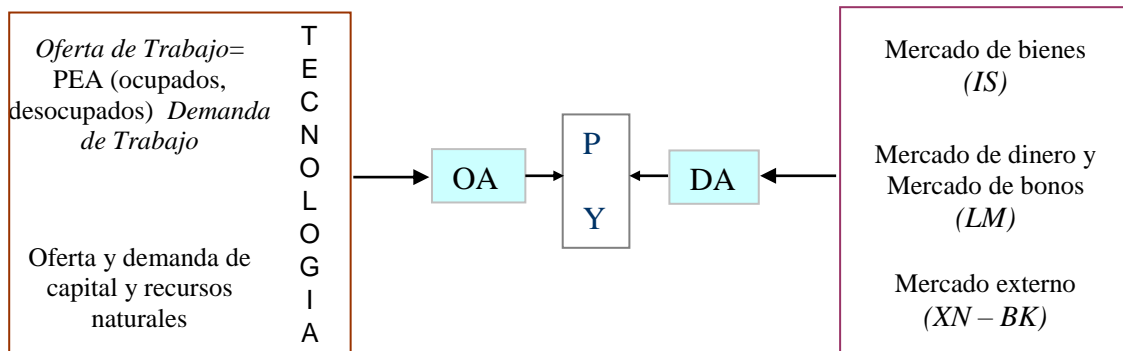 Oferta de Trabajo=
PEA (ocupados,
desocupados) Demanda
de Trabajo
Oferta y demanda de
capital y recursos
naturales
T
E
C
N
O
L
O
G
I
A
OA
P
Y
DA
Mercado de bienes
(IS)
Mercado de dinero y
Mercado de bonos
(LM)
Mercado externo
(XN – BK)